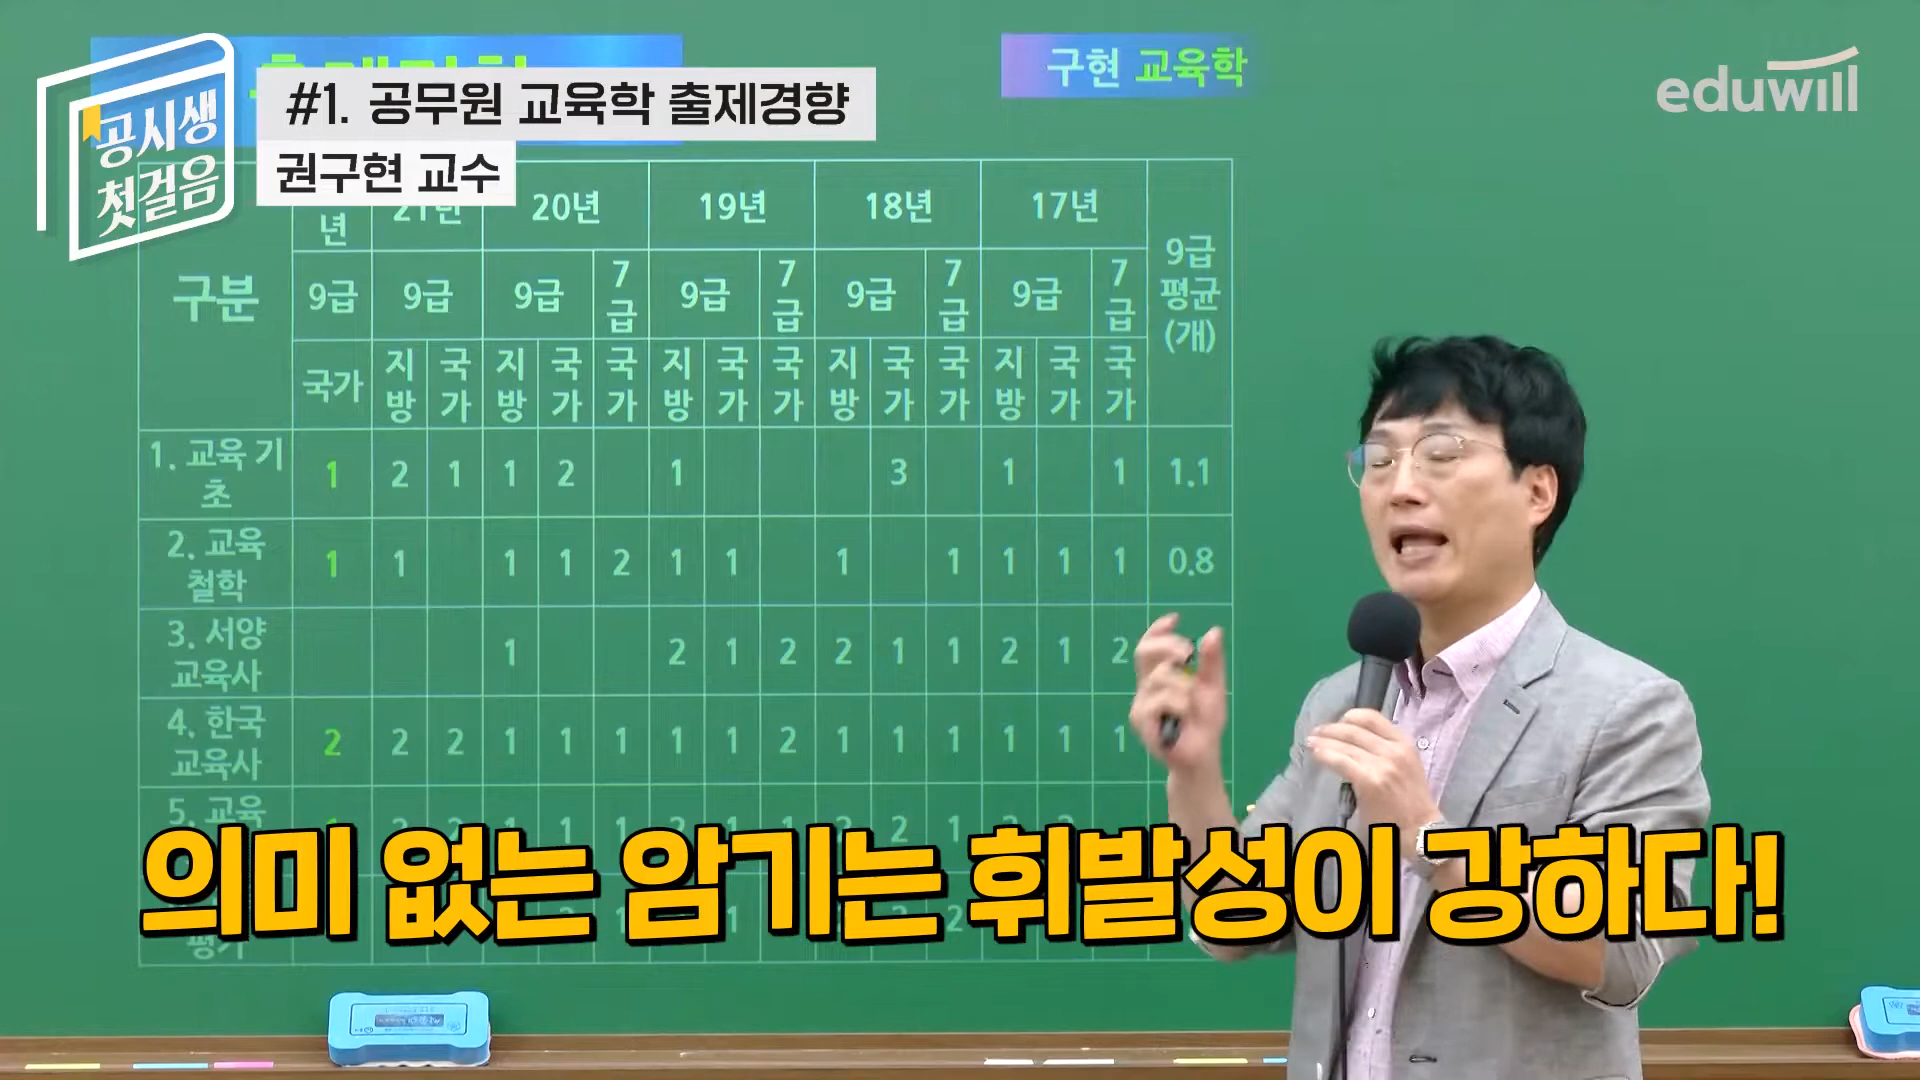 공시생
첫걸음
#1. 공무원 교육학 출제경향
권구현 교수
구현 교육학
eduwill
구분 년 20년 19년 18년 17년 9급 평균 (개)
9급 9급 9급 7급 9급 7급 9급 7급 9급 7급
국가 지방 국가 지방 국가 국가 지방 국가 국가 지방 국가 국가 지방 국가 국가
1. 교육 기초 1 2 1 1 2 1 3 1 1 1.1
2. 교육 철학 1 1 1 1 2 1 1 1 1 1 1 1 0.8
3. 서양 교육사 1 2 1 2 2 1 1 2 1 2
4. 한국 교육사 2 2 2 1 1 1 1 1 2 1 1 1 1 1 1
5. 교육
의미 없는 암기는 휘발성이 강하다!